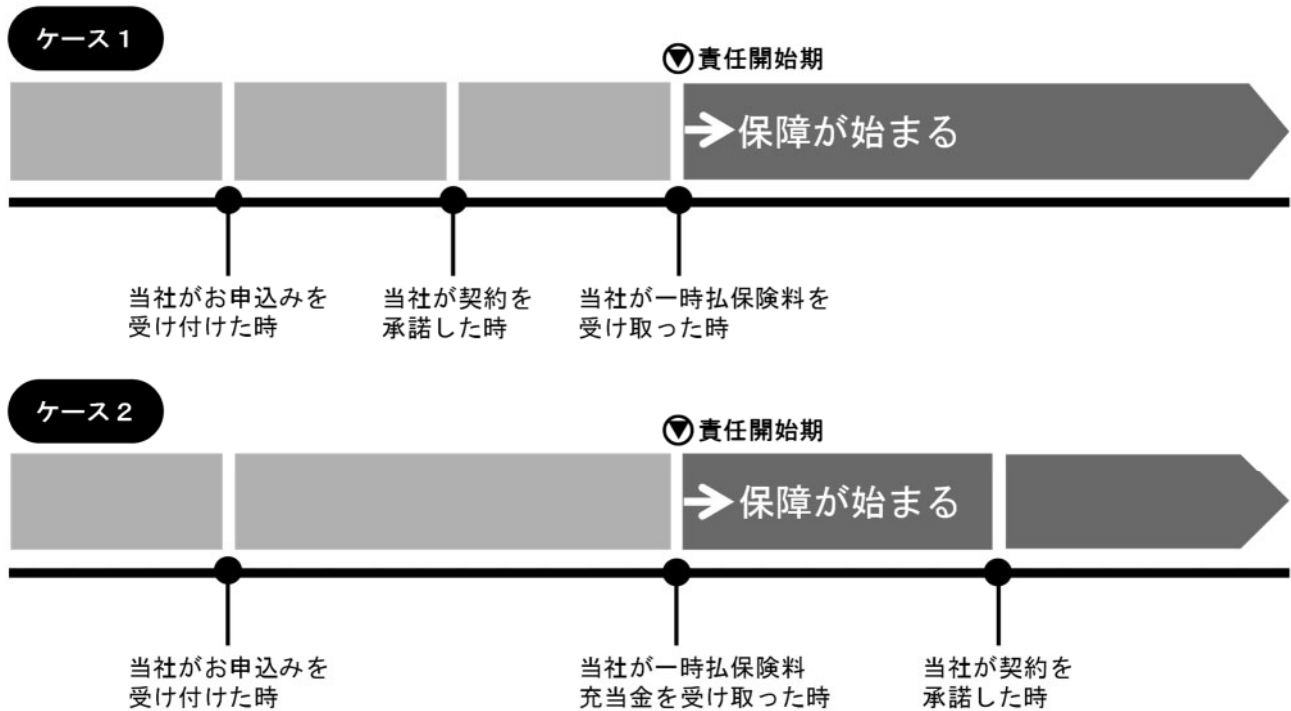 ケース１
責任開始期
保障が始まる
当社がお申込みを
受け付けた時
当社が契約を
承諾した時
当社が一時払保険料を
受け取った時
ケース２
責任開始期
保障が始まる
当社がお申込みを
受け付けた時
当社が一時払保険料
充当金を受け取った時
当社が契約を
承諾した時